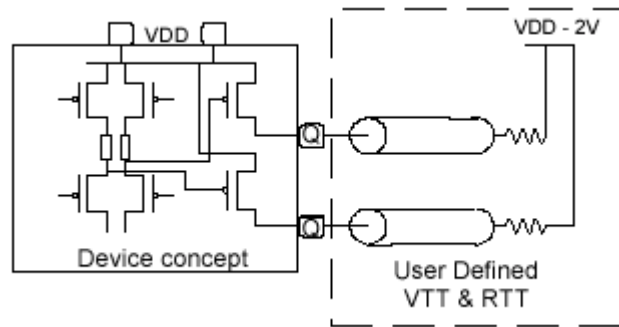 VDD
VDD - 2V
Q
Q
Device concept
User Defined
VTT & RTT